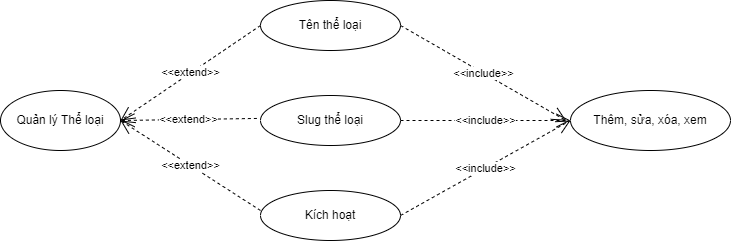 Tên thể loại
<<extend>>
<<include>>
Quản lý Thể loại
<<extend>>
Slug thể loại
<<include>>
Thêm, sửa, xóa, xem
<<extend>>
<<include>>
Kích hoạt